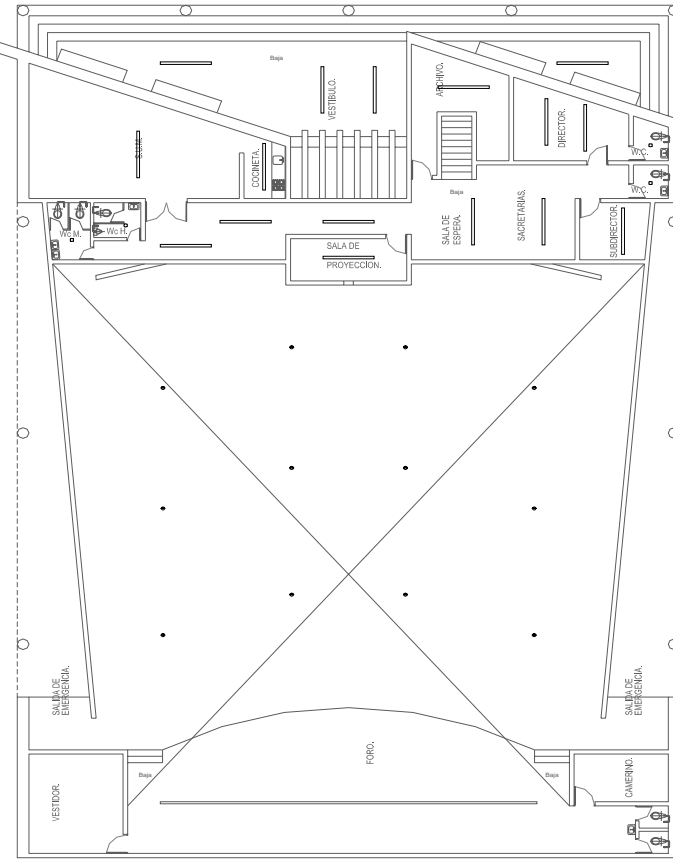 Baja
VESTIBULO.
ARCHIVO.
S.U.M.
COCINETA.
DIRECTOR.
W.C.
W.C.
Baja
Wc M.
Wc H.
SALA DE
ESPERA.
SACRETARIAS.
SUBDIRECTOR.
SALA DE
PROYECCION.
SALIDA DE
EMERGENCIA.
SALIDA DE
EMERGENCIA.
FORO.
Baja
Baja
VESTIDOR.
CAMERINO.